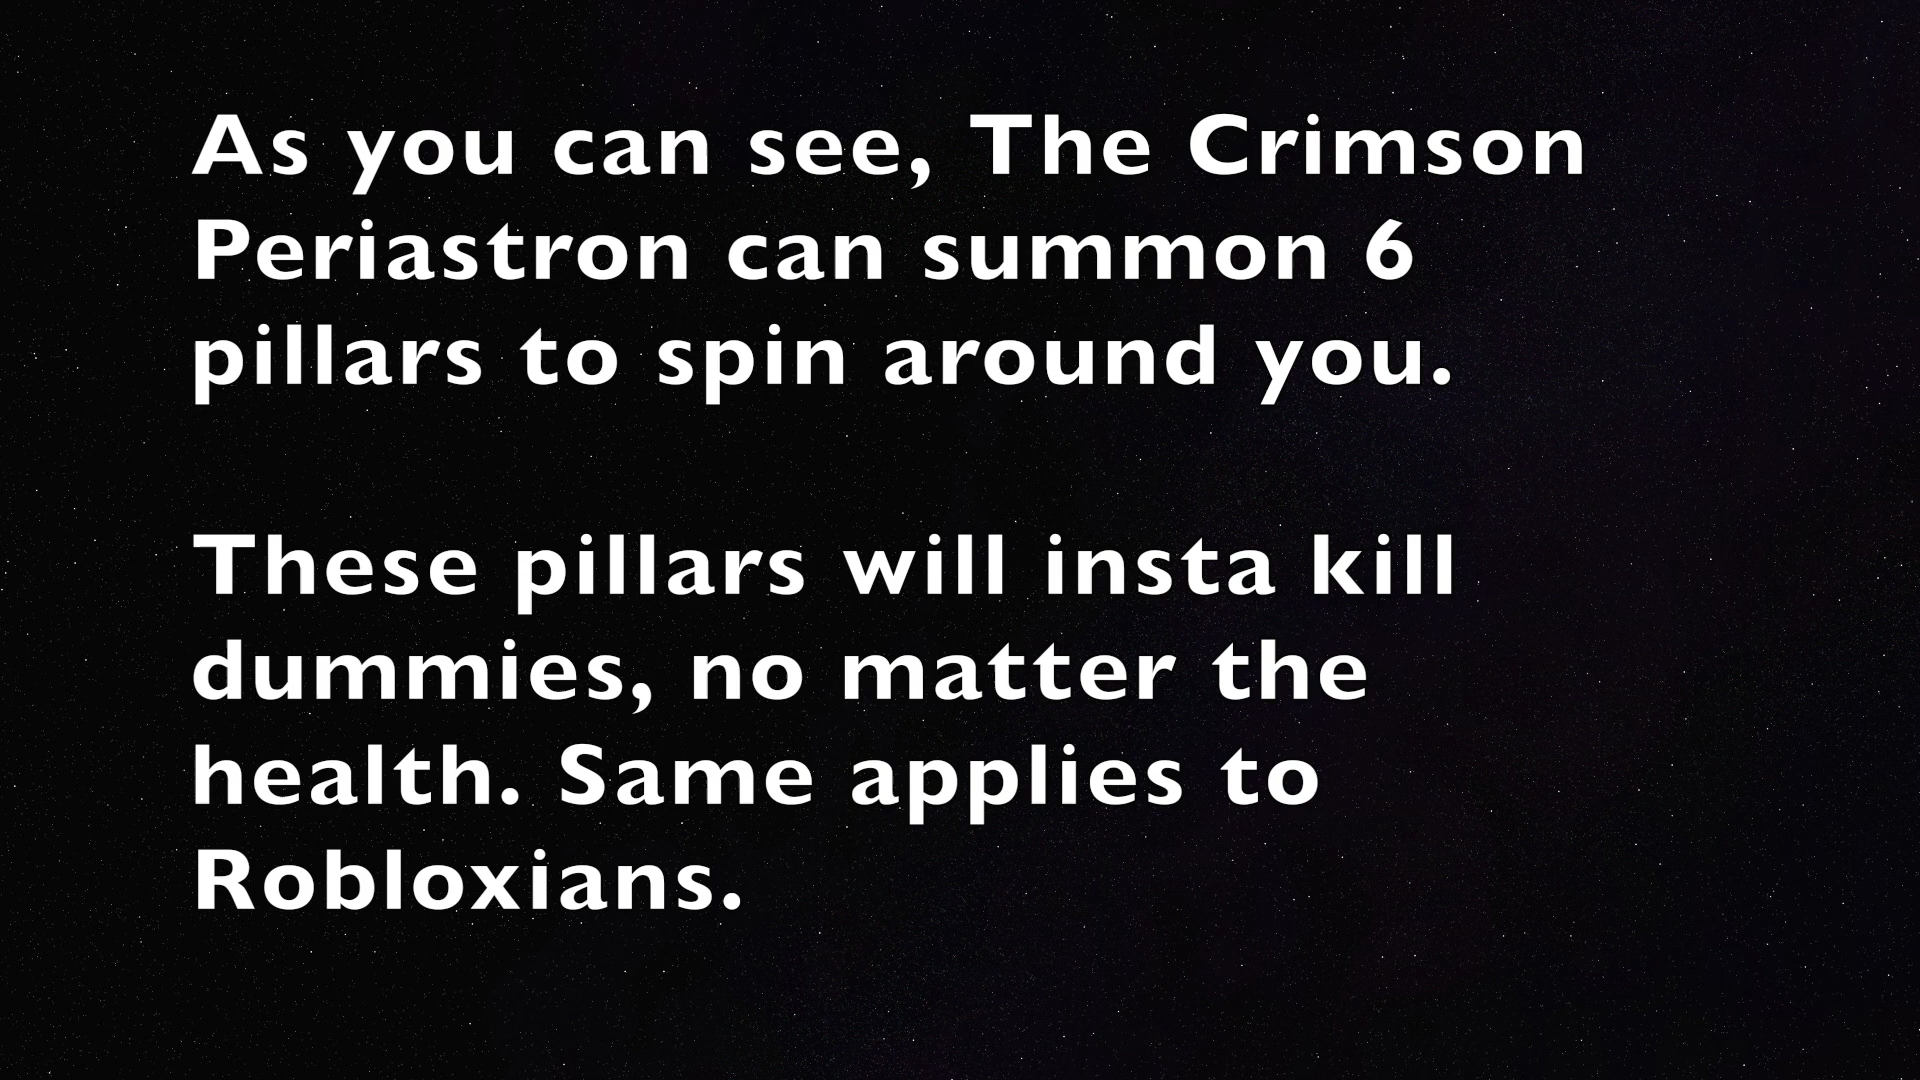 As you can see, The Crimson
Periastron can summon 6
pillars to spin around you.
These pillars will insta kill
dummies, no matter the
health. Same applies to
Robloxians.